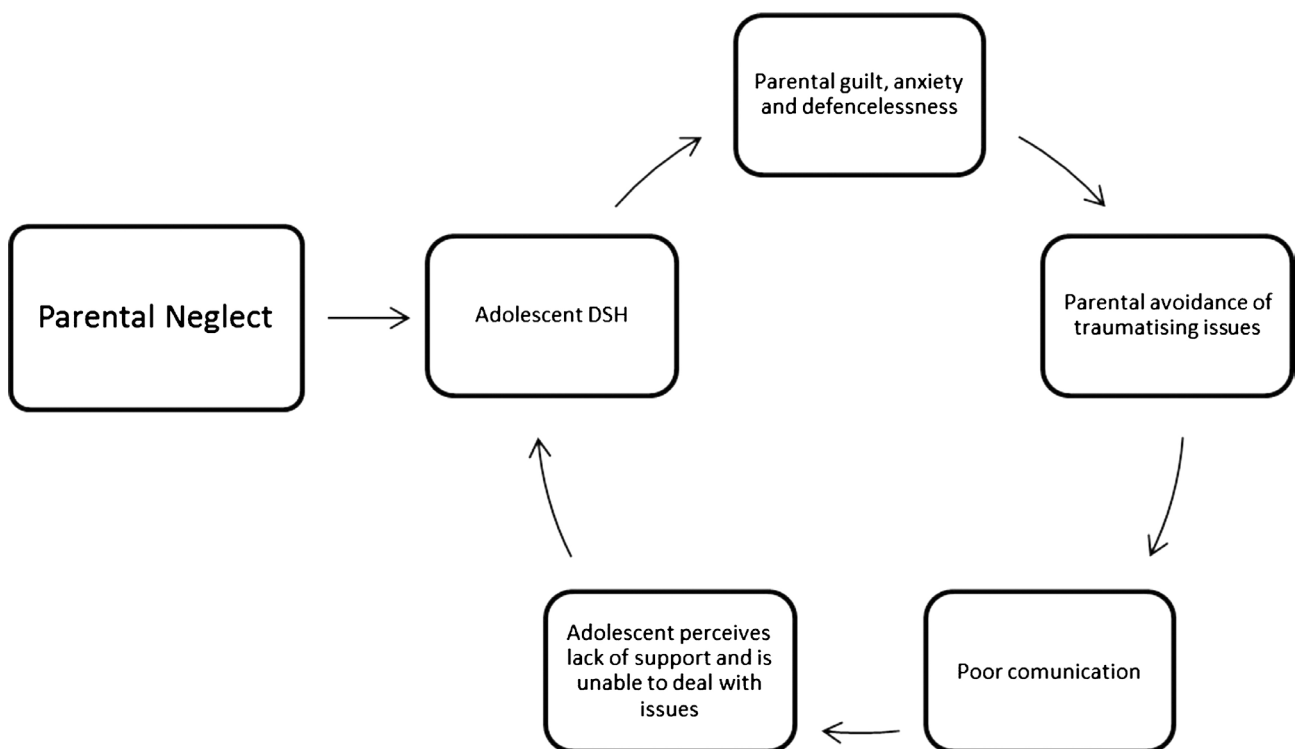 Parental guilt, anxiety
and defencelessness
Parental Neglect
Adolescent DSH
Parental avoidance of
traumatising issues
Adolescent perceives
lack of support and is
unable to deal with
issues
Poor comunication